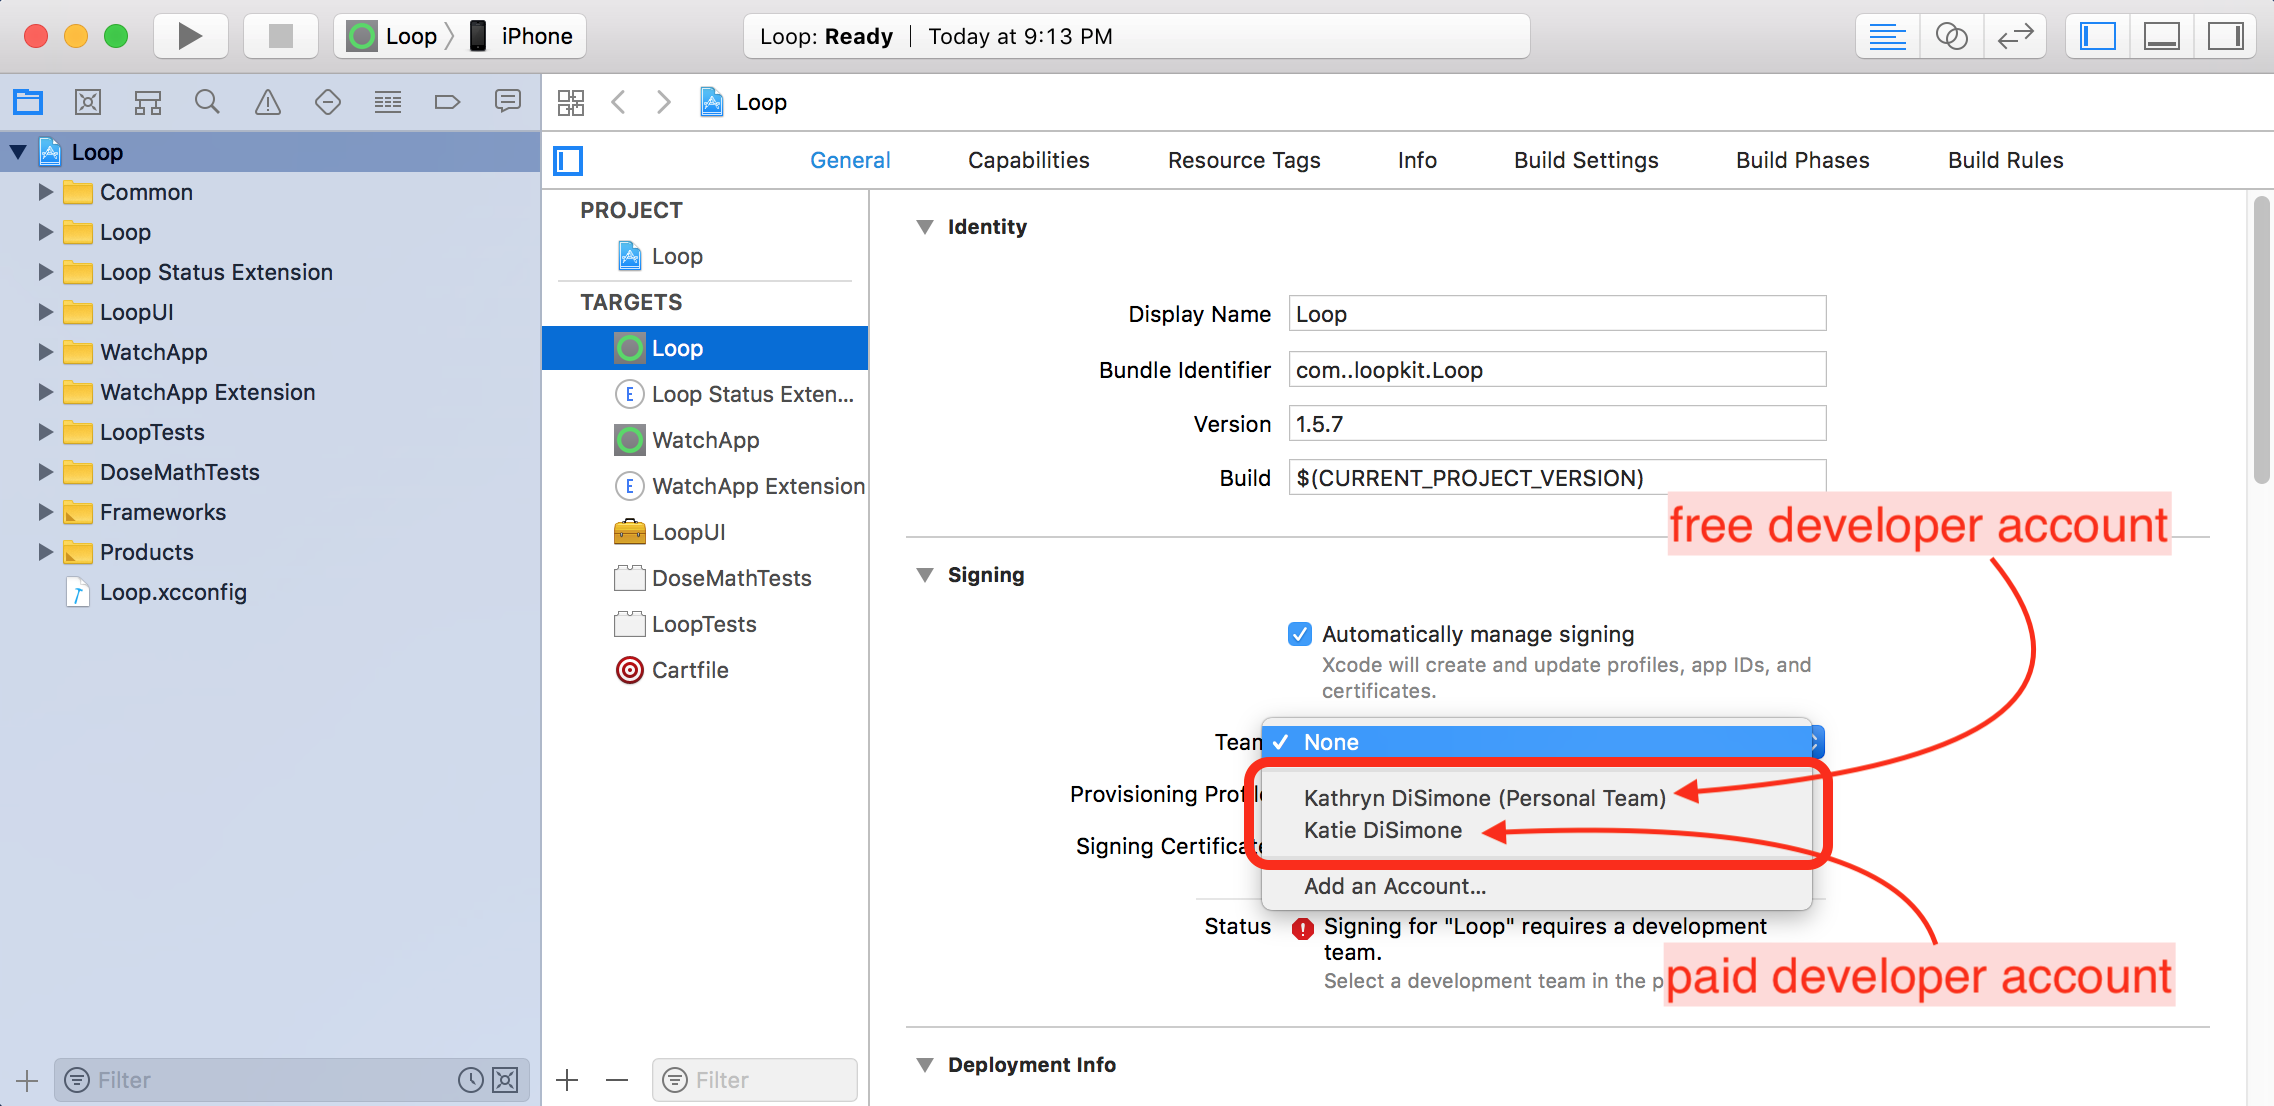 Loop
iPhone
Loop: Ready
Today at 9:13 PM
Loop
Common
Loop
Loop Status Extension
LoopUI
WatchApp
WatchApp Extension
LoopTests
DoseMathTests
Frameworks
Products
Loop.xcconfig
Filter
Loop
General
Capabilities
Resource Tags
Info
Build Settings
Build Phases
Build Rules
PROJECT
Loop
TARGETS
Loop
E Loop Status Exten...
WatchApp
E WatchApp Extension
LoopUI
DoseMathTests
LoopTests
Cartfile
Filter
Identity
Display Name Loop
Bundle Identifier com..loopkit.Loop
Version 1.5.7
Build $(CURRENT_PROJECT_VERSION)
free developer account
Signing
Automatically manage signing
Xcode will create and update profiles, app IDs, and
certificates.
None
Provisioning
Kathryn DiSimone (Personal Team)
Katie DiSimone
Signing
Add an Account...
Status Signing for "Loop" requires a development
team.
Select a development team in the
paid developer account
Deployment Info